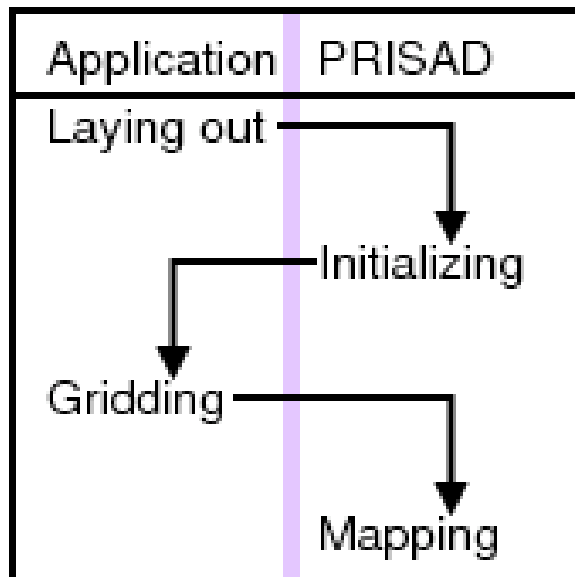 Application PRISAD
Laying out
Initializing
Gridding
Mapping